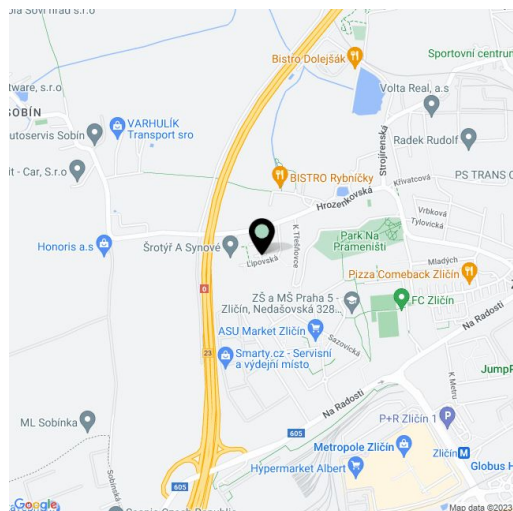 Bistro Dolejšák
Sportovní centrum
ftware, s.r.o
SOBÍN
VARHULÍK
Transport sro
Volta Real, a.s
utoservis Sobín
Strojírenská
Radek Rudolf
it - Car, S.r.o
BISTRO Rybníčky
PS TRANS
Křivatcová
Hrozenkovská
Vrbková
Tylovická
Honoris a.s
Šrotýř A Synové
K Třešňovce
Park Na
Prameništi
Lipovská
Mladých
Pizza Comeback Zličín
0
ZŠ a MŠ Praha 5 -
Zličín, Nedašovská 328...
FC Zličín
ASU Market Zličín
Sazovická
23
Smarty.cz - Servisní
a výdejní místo
Na Radosti
JumpP
K Metru
ML Sobínka
Na Radosti
P+R Zličín 1
605
Metropole Zličín
Zličín
Sobínská
Hypermarket Albert
Globus H
605
Google
Map data ©2023